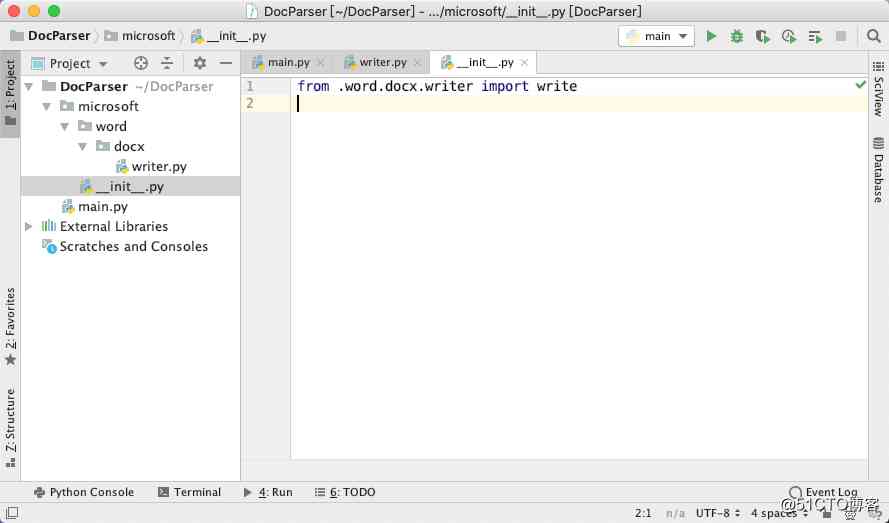 DocParser [~/DocParser] - .../microsoft/__init__.py [DocParser]
DocParser microsoft __init__.py main
1: Project
Project
main.py writer.py __init__.py
DocParser ~/DocParser
microsoft
word
docx
writer.py
__init__.py
main.py
External Libraries
Scratches and Consoles
1 from .word.docx.writer import write
2
SciView
Database
2: Favorites
Z: Structure
Python Console Terminal 4: Run 6: TODO Event Log
2:1 n/a UTF-8 4 spaces
@51CTO博客